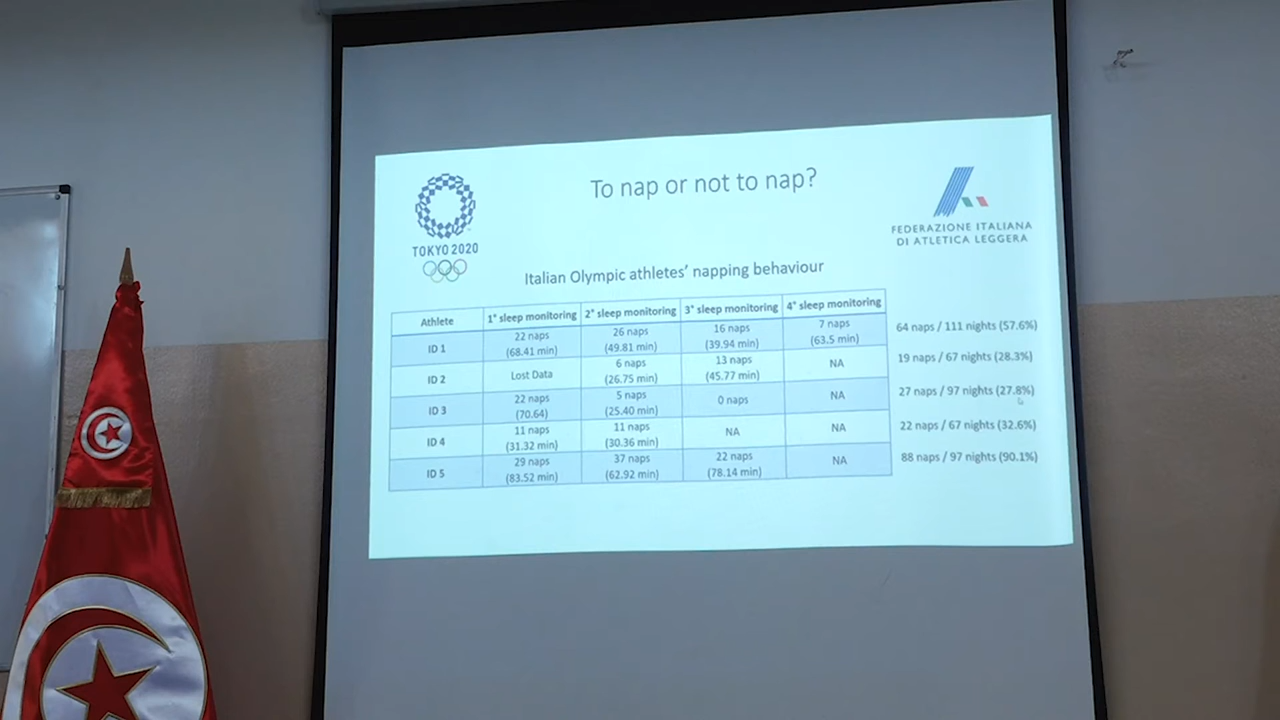 To nap or not to nap?
TOKYO 2020
FEDERAZIONE ITALIANA
DI ATLETICA LEGGERA
Italian Olympic athletes' napping behaviour
Athlete 1° sleep monitoring 2° sleep monitoring 3° sleep monitoring 4° sleep monitoring
ID 1 22 naps (68.41 min) 26 naps (49.81 min) 16 naps (39.94 min) 7 naps (63.5 min) 64 naps / 111 nights (57.6%)
ID 2 Lost Data 6 naps (26.75 min) 13 naps (45.77 min) NA 19 naps / 67 nights (28.3%)
ID 3 22 naps (70.64) 5 naps (25.40 min) 0 naps NA 27 naps / 97 nights (27.8%)
ID 4 11 naps (31.32 min) 11 naps (30.36 min) NA NA 22 naps / 67 nights (32.6%)
ID 5 29 naps (83.52 min) 37 naps (62.92 min) 22 naps (78.14 min) NA 88 naps / 97 nights (90.1%)